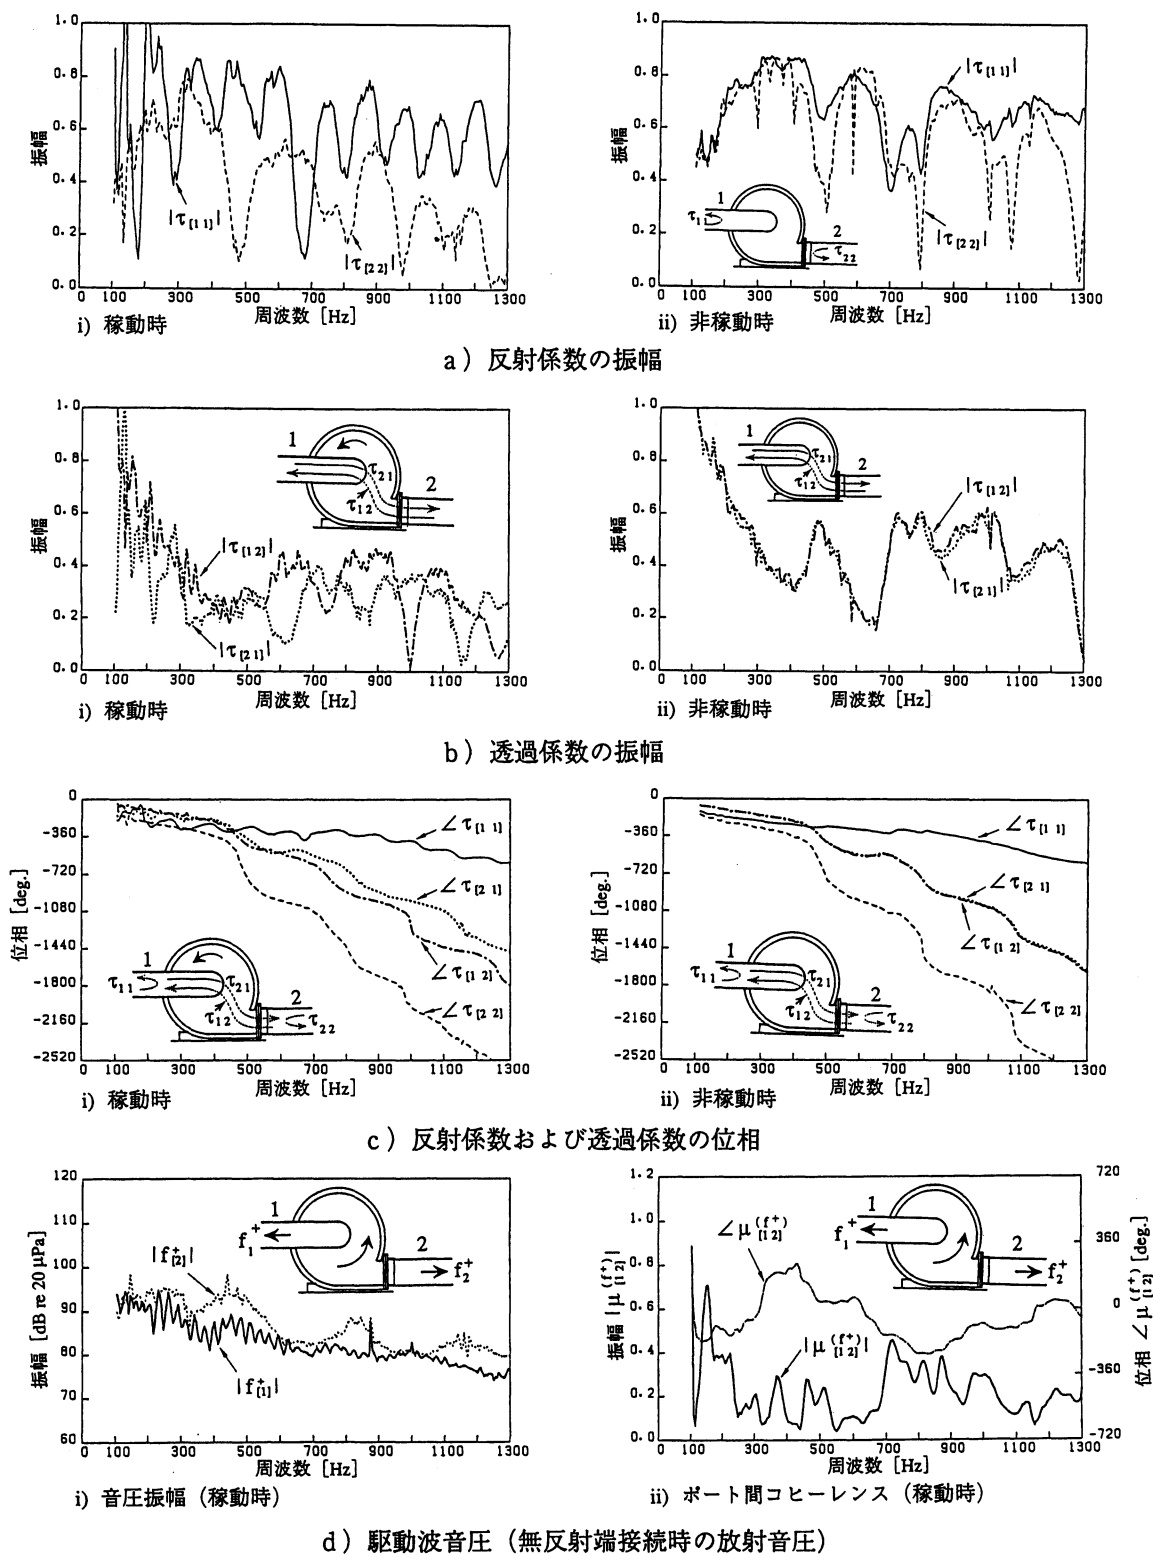 1.0
0.8
0.6
0.4
0.2
0.0
振幅
|τ[11]|
|τ[22]|
0 100 300 500 700 900 1100 1300
周波数 [Hz]
i) 稼動時
1.0
0.8
0.6
0.4
0.2
0.0
振幅
|τ[11]|
|τ[22]|
1
τ11
2
τ22
0 100 300 500 700 900 1100 1300
周波数 [Hz]
ii) 非稼動時
a) 反射係数の振幅
1.0
0.8
0.6
0.4
0.2
0.0
振幅
1
τ21
τ12
2
|τ[12]|
|τ[21]|
0 100 300 500 700 900 1100 1300
周波数 [Hz]
i) 稼動時
1.0
0.8
0.6
0.4
0.2
0.0
振幅
1
τ21
τ12
2
|τ[12]|
|τ[21]|
0 100 300 500 700 900 1100 1300
周波数 [Hz]
ii) 非稼動時
b) 透過係数の振幅
0
-360
-720
-1080
-1440
-1800
-2160
-2520
位相 [deg.]
∠τ[11]
∠τ[21]
∠τ[12]
∠τ[22]
1
τ11
τ21
τ12
2
τ22
0 100 300 500 700 900 1100 1300
周波数 [Hz]
i) 稼動時
0
-360
-720
-1080
-1440
-1800
-2160
-2520
位相 [deg.]
∠τ[11]
∠τ[21]
∠τ[12]
∠τ[22]
1
τ11
τ21
τ12
2
τ22
0 100 300 500 700 900 1100 1300
周波数 [Hz]
ii) 非稼動時
c) 反射係数および透過係数の位相
120
110
100
90
80
70
60
振幅 [dB re 20 μPa]
1
f1+
2
f2+
|f[2]+|
|f[1]+|
0 100 300 500 700 900 1100 1300
周波数 [Hz]
i) 音圧振幅 (稼動時)
1.2
1.0
0.8
0.6
0.4
0.2
0.0
振幅 |μ[12](f+)|
∠μ[12](f+)
|μ[12](f+)|
1
f1+
2
f2+
720
360
0
-360
-720
位相 ∠μ[12](f+) [deg.]
0 100 300 500 700 900 1100 1300
周波数 [Hz]
ii) ポート間コヒーレンス (稼動時)
d) 駆動波音圧 (無反射端接続時の放射音圧)